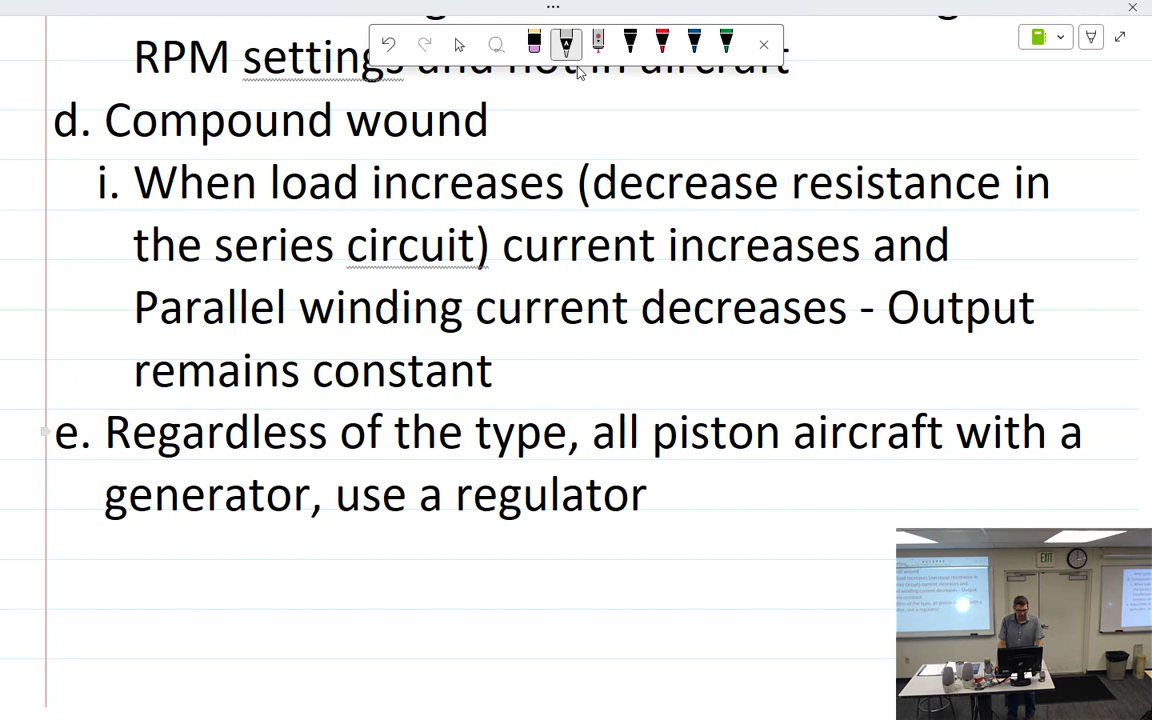 RPM settings and not in aircraft
d. Compound wound
i. When load increases (decrease resistance in
the series circuit) current increases and
Parallel winding current decreases - Output
remains constant
e. Regardless of the type, all piston aircraft with a
generator, use a regulator
EXIT